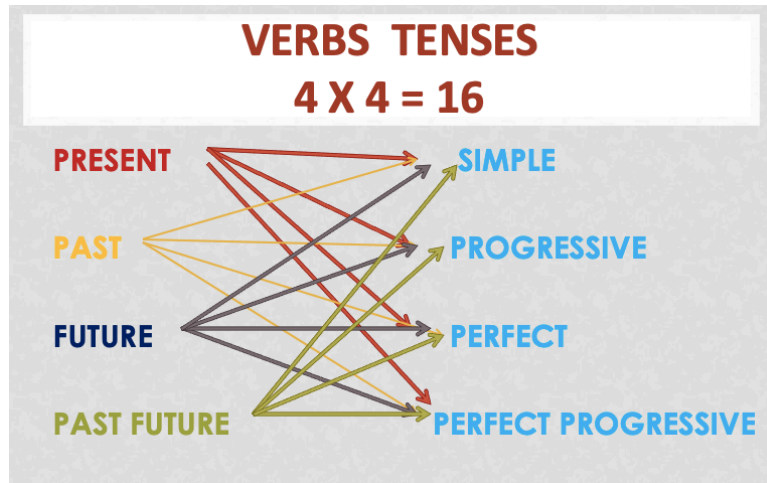 VERBS TENSES
4 X 4 = 16
PRESENT
SIMPLE
PAST
PROGRESSIVE
FUTURE
PERFECT
PAST FUTURE
PERFECT PROGRESSIVE